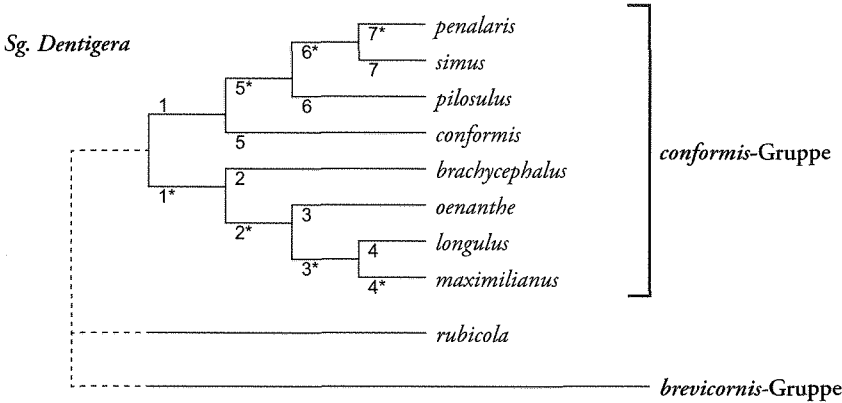 Sg. Dentigera
7* penalaris
6*
7 simus
5*
6 pilosulus
1
5 conformis
conformis-Gruppe
2 brachycephalus
1*
3 oenanthe
2*
4 longulus
3*
4* maximilianus
rubicola
brevicornis-Gruppe